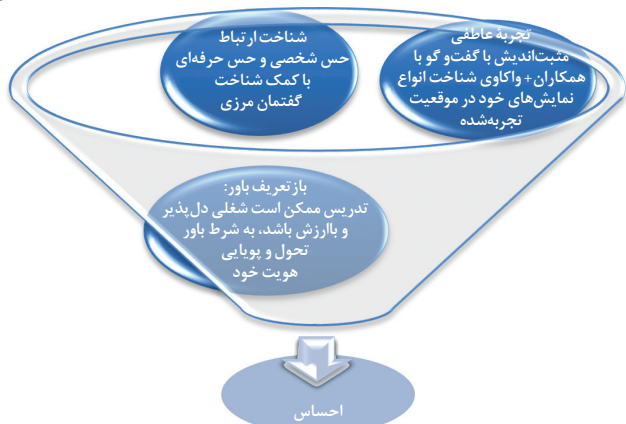 تجربهٔ عاطفی
مثبت‌اندیش با گفت‌و گو با
همکاران+ واکاوی شناخت انواع
نمایش‌های خود در موقعیت
تجربه‌شده
شناخت ارتباط
حس شخصی و حس حرفه‌ای
با کمک شناخت
گفتمان مرزی
بازتعریف باور:
تدریس ممکن است شغلی دل‌پذیر
و باارزش باشد، به شرط باور
تحول و پویایی
هویت خود
احساس